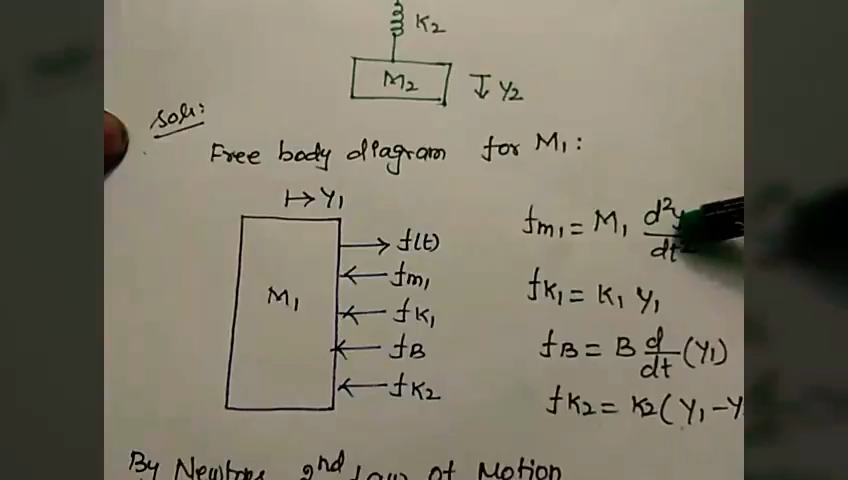 K2
M2 Y2
Soln:
Free body diagram for M1:
Y1
f(t)
fm1
M1
fK1
fB
fK2
fm1 = M1 d²y / dt
fK1 = K1 Y1
fB = B d/dt (Y1)
fK2 = K2(Y1 – Y
By Newtons 2nd Law of Motion